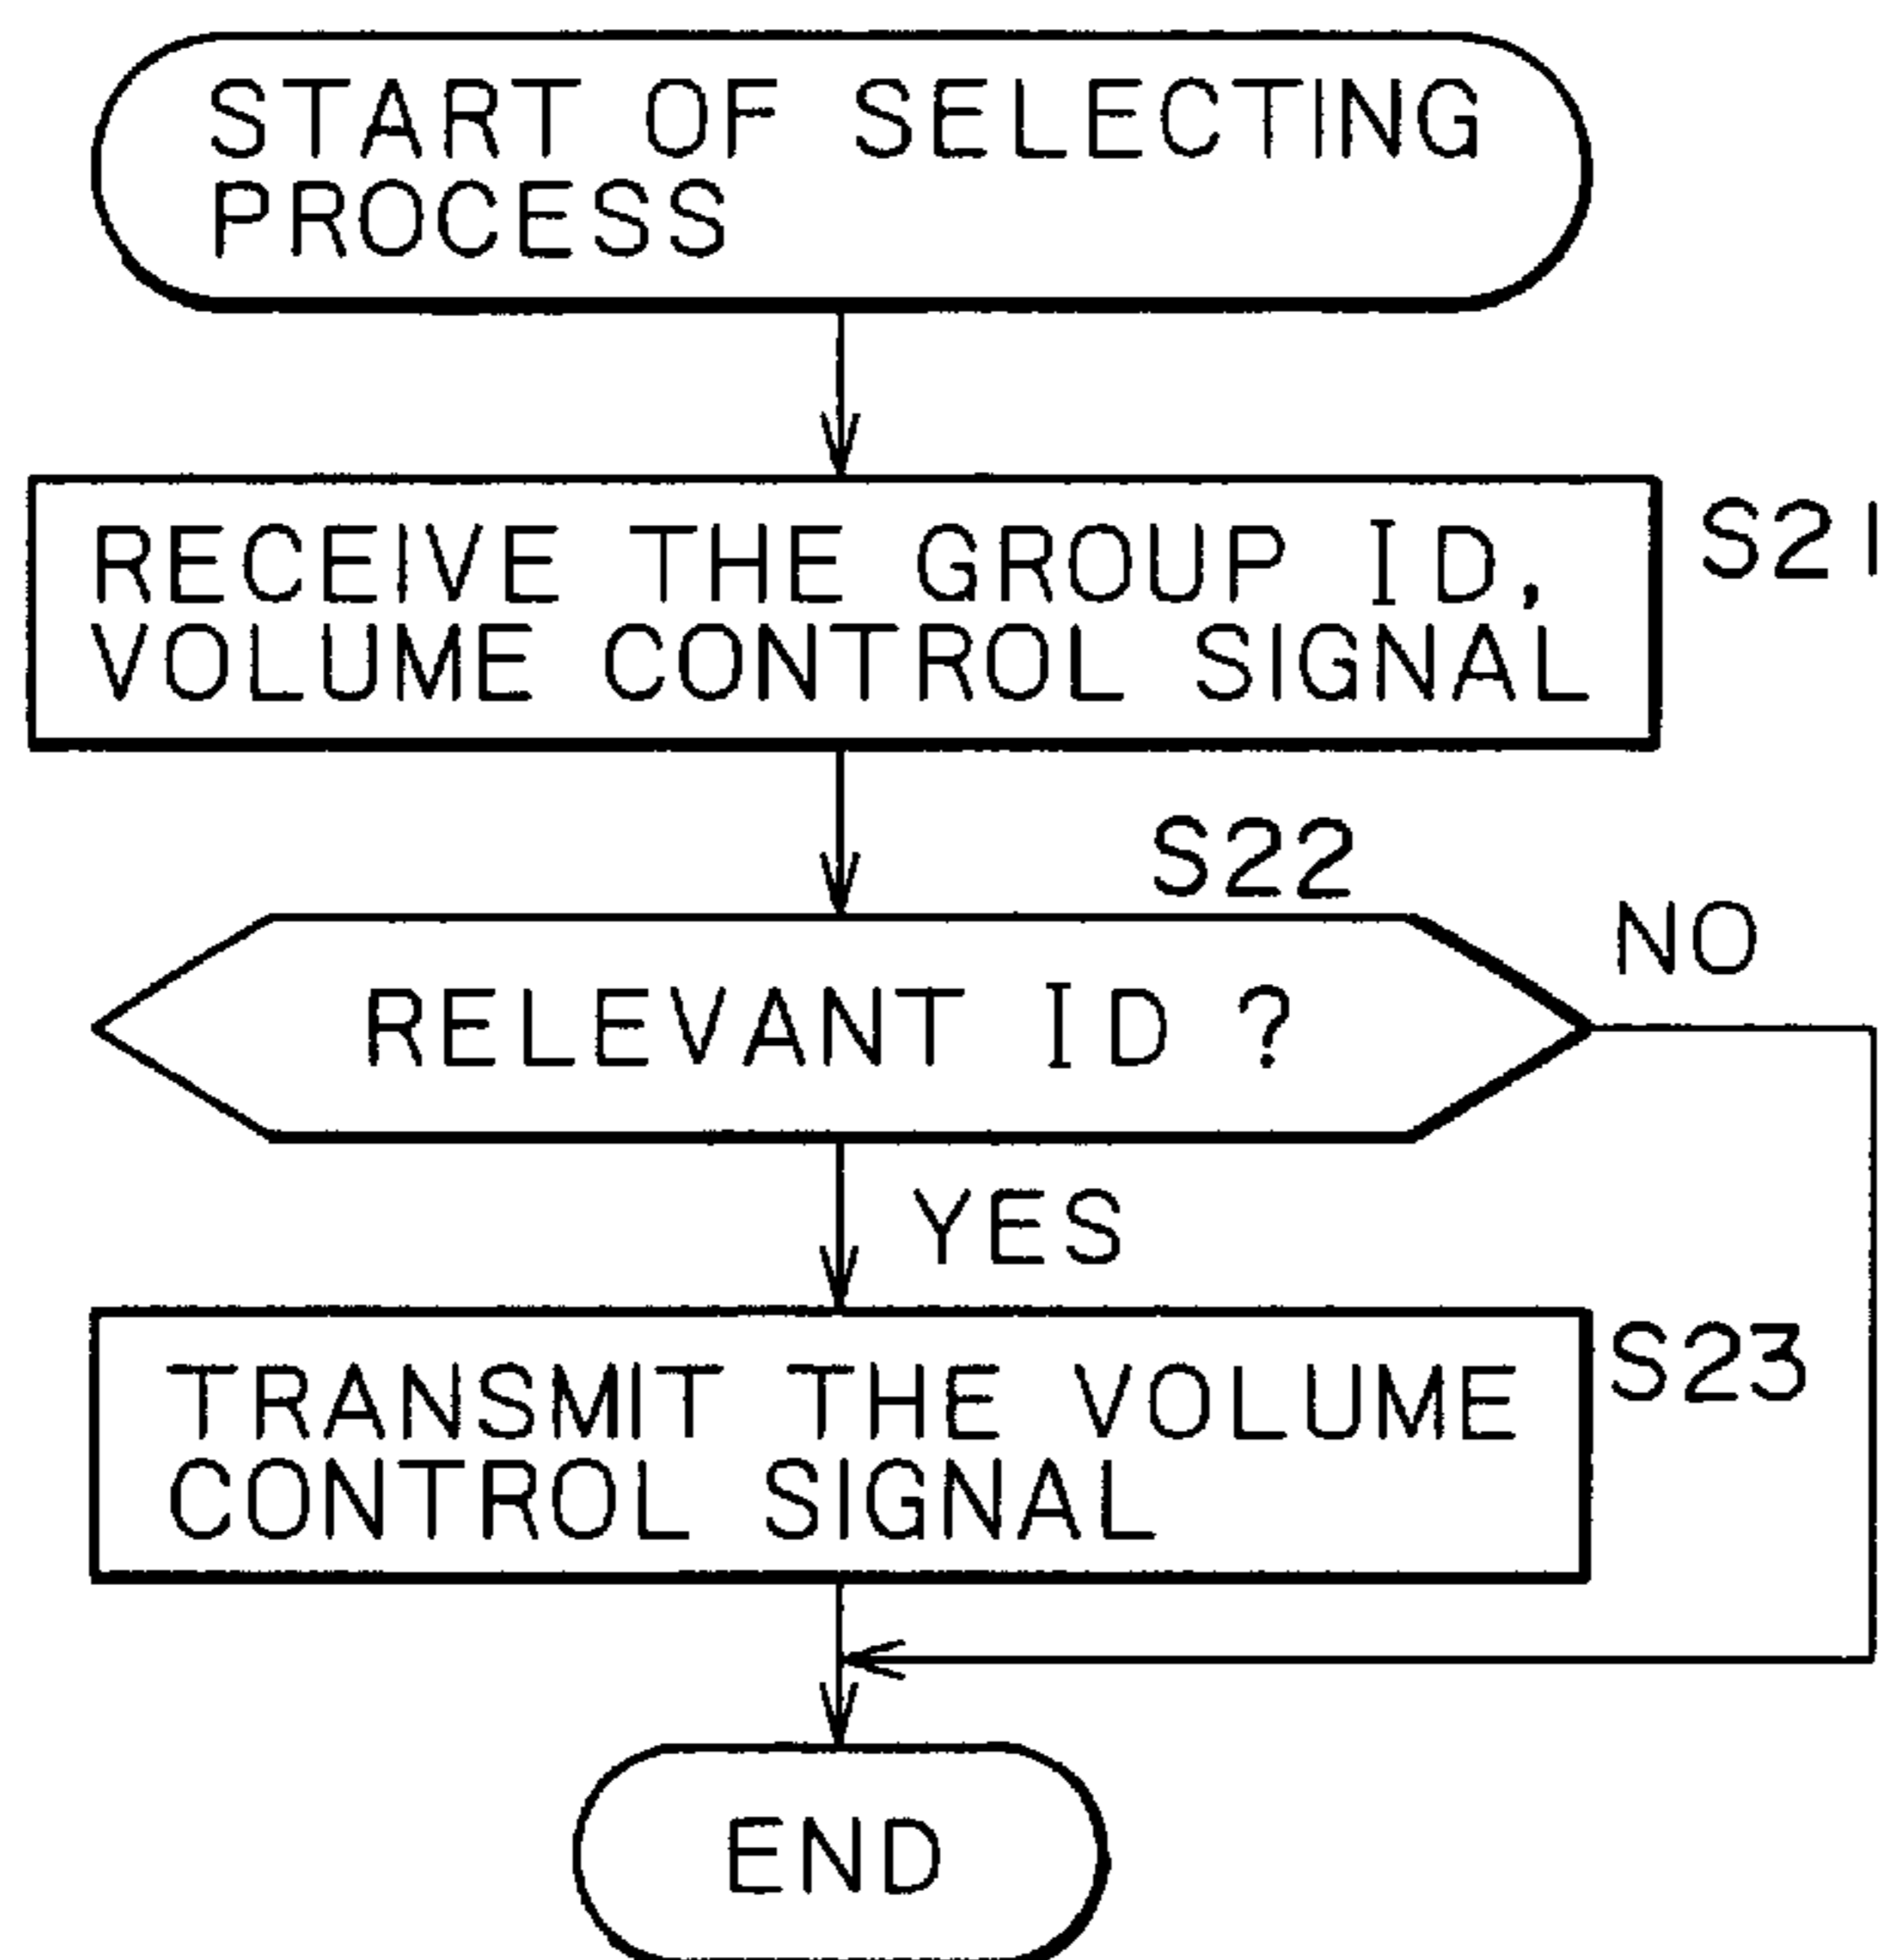 START OF SELECTING
PROCESS
RECEIVE THE GROUP ID,
VOLUME CONTROL SIGNAL
S21
S22
RELEVANT ID ?
NO
YES
TRANSMIT THE VOLUME
CONTROL SIGNAL
S23
END